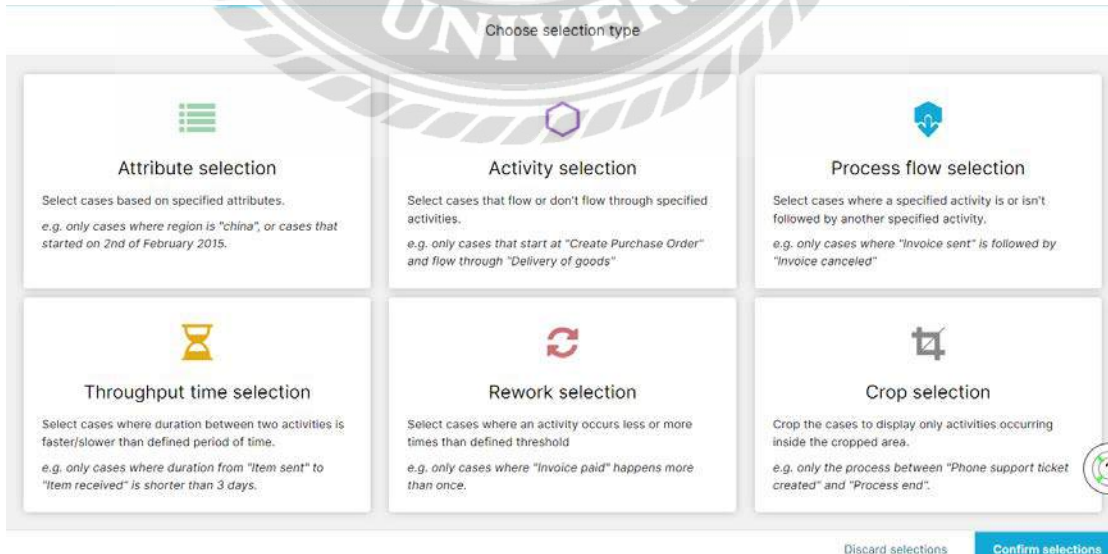 UNIVER
Choose selection type
Attribute selection
Select cases based on specified attributes.
e.g. only cases where region is "china", or cases that
started on 2nd of February 2015.
Activity selection
Select cases that flow or don't flow through specified
activities.
e.g. only cases that start at "Create Purchase Order"
and flow through "Delivery of goods"
Process flow selection
Select cases where a specified activity is or isn't
followed by another specified activity.
e.g. only cases where "Invoice sent" is followed by
"Invoice canceled"
Throughput time selection
Select cases where duration between two activities is
faster/slower than defined period of time.
e.g. only cases where duration from "Item sent" to
"Item received" is shorter than 3 days.
Rework selection
Select cases where an activity occurs less or more
times than defined threshold
e.g. only cases where "Invoice paid" happens more
than once.
Crop selection
Crop the cases to display only activities occurring
inside the cropped area.
e.g. only the process between "Phone support ticket
created" and "Process end".
Discard selections
Confirm selections